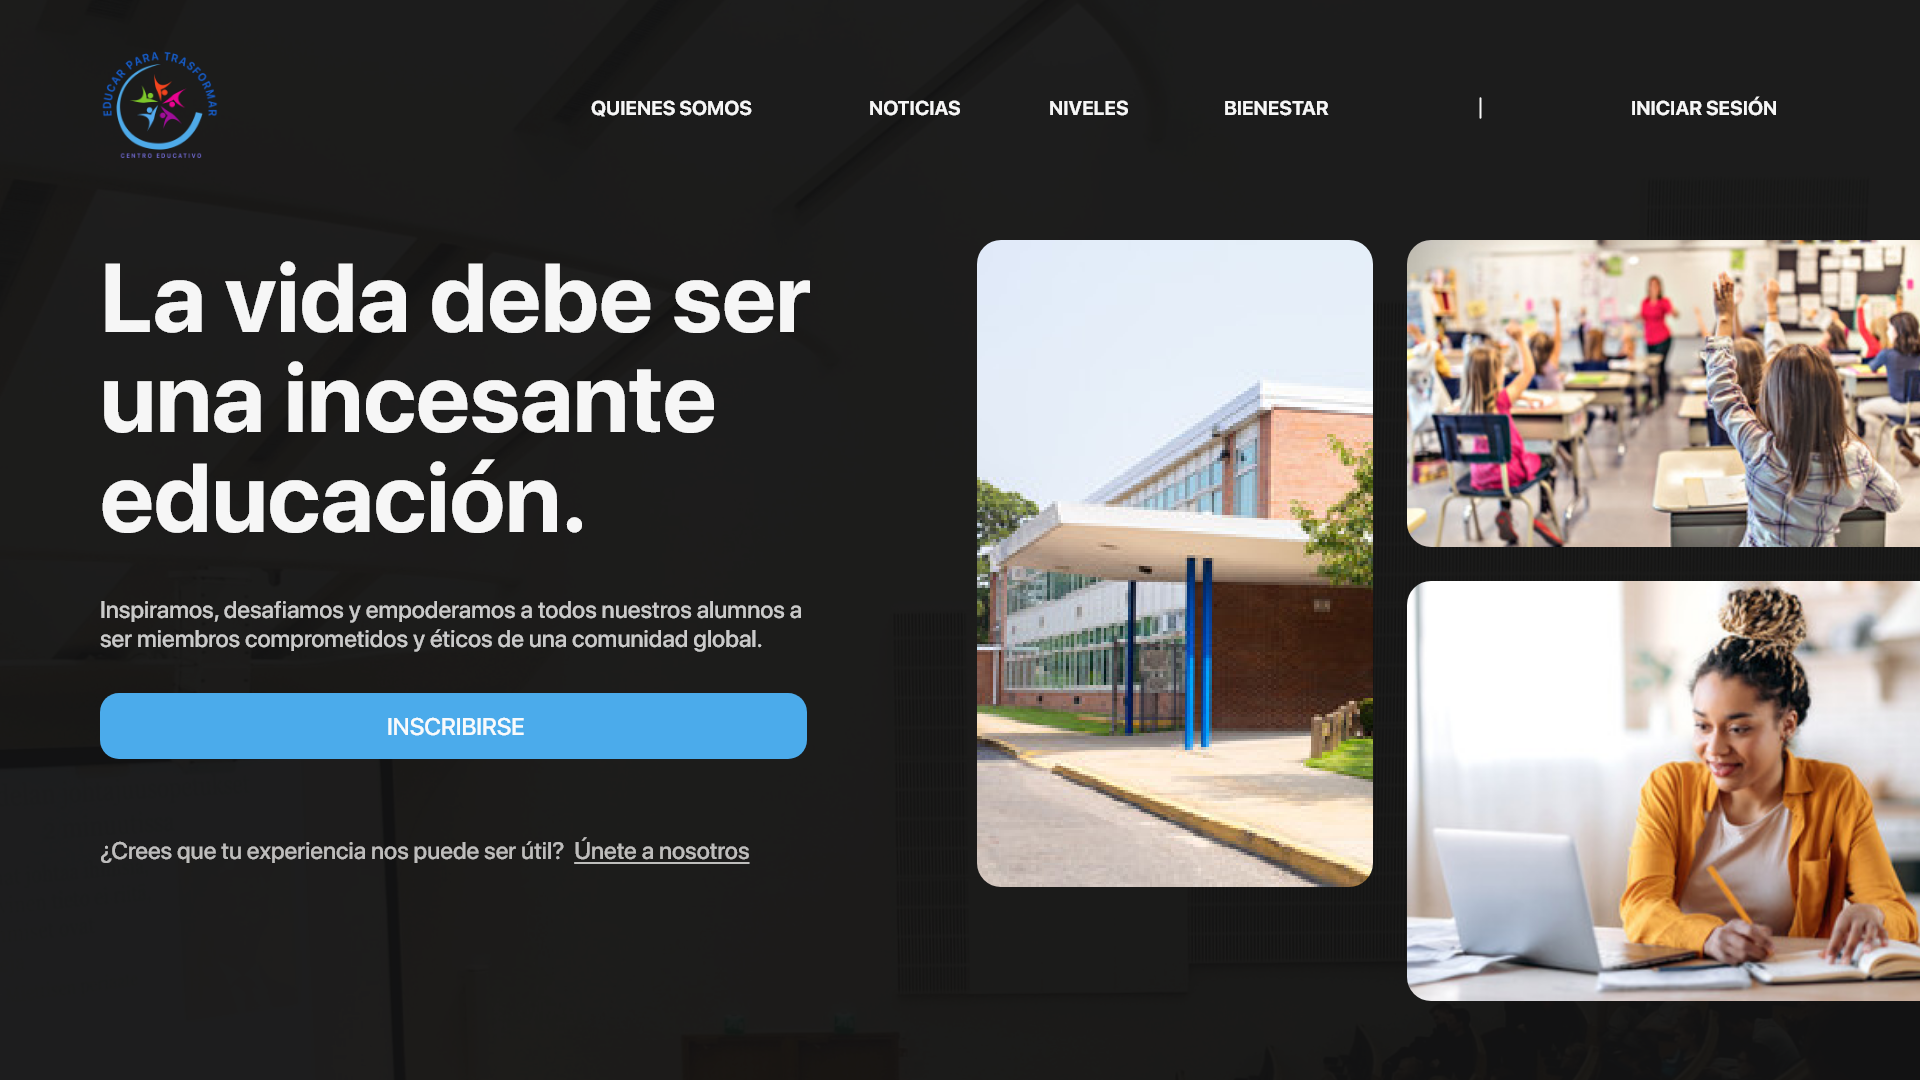 EDUCAR PARA TRASFORMAR
CENTRO EDUCATIVO
QUIENES SOMOS
NOTICIAS
NIVELES
BIENESTAR
|
INICIAR SESIÓN
La vida debe ser
una incesante
educación.
Inspiramos, desafiamos y empoderamos a todos nuestros alumnos a
ser miembros comprometidos y éticos de una comunidad global.
INSCRIBIRSE
¿Crees que tu experiencia nos puede ser útil? Únete a nosotros